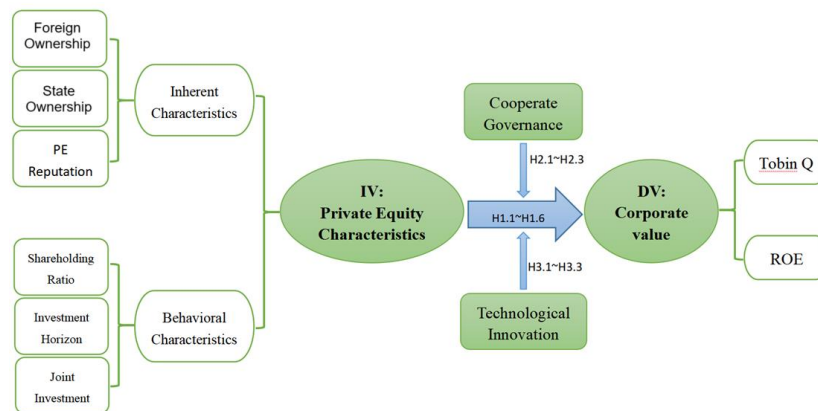 Foreign
Ownership
State
Ownership
PE
Reputation
Inherent
Characteristics
Shareholding
Ratio
Investment
Horizon
Joint
Investment
Behavioral
Characteristics
IV:
Private Equity
Characteristics
Cooperate
Governance
H2.1~H2.3
H1.1~H1.6
H3.1~H3.3
Technological
Innovation
DV:
Corporate
value
Tobin Q
ROE